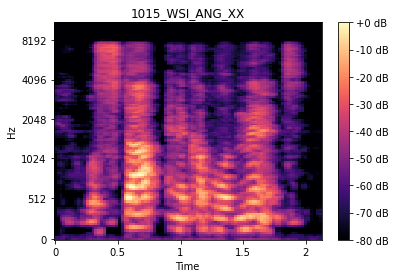 1015_WSI_ANG_XX
8192
4096
2048
1024
512
0
Hz
0
0.5
1
1.5
2
Time
+0 dB
-10 dB
-20 dB
-30 dB
-40 dB
-50 dB
-60 dB
-70 dB
-80 dB